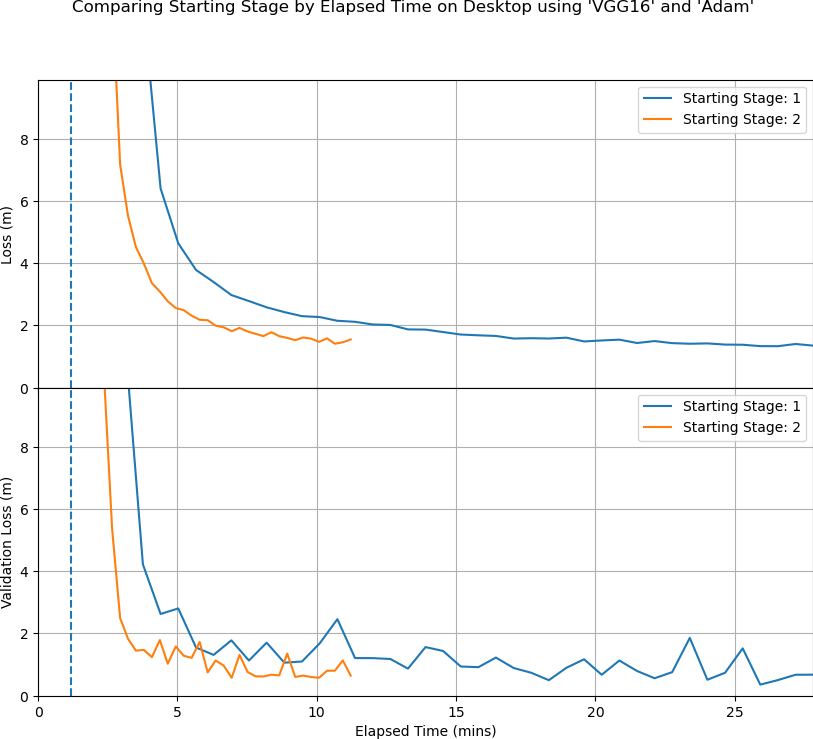 Comparing Starting Stage by Elapsed Time on Desktop using 'VGG16' and 'Adam'
Loss (m)
8
6
4
2
0
Starting Stage: 1
Starting Stage: 2
Validation Loss (m)
8
6
4
2
0
Starting Stage: 1
Starting Stage: 2
0 5 10 15 20 25
Elapsed Time (mins)